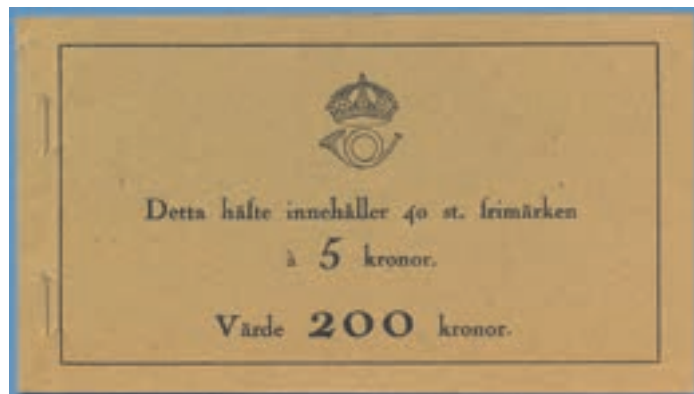 Detta häfte innehåller 40 st. frimärken
à 5 kronor.
Värde 200 kronor.